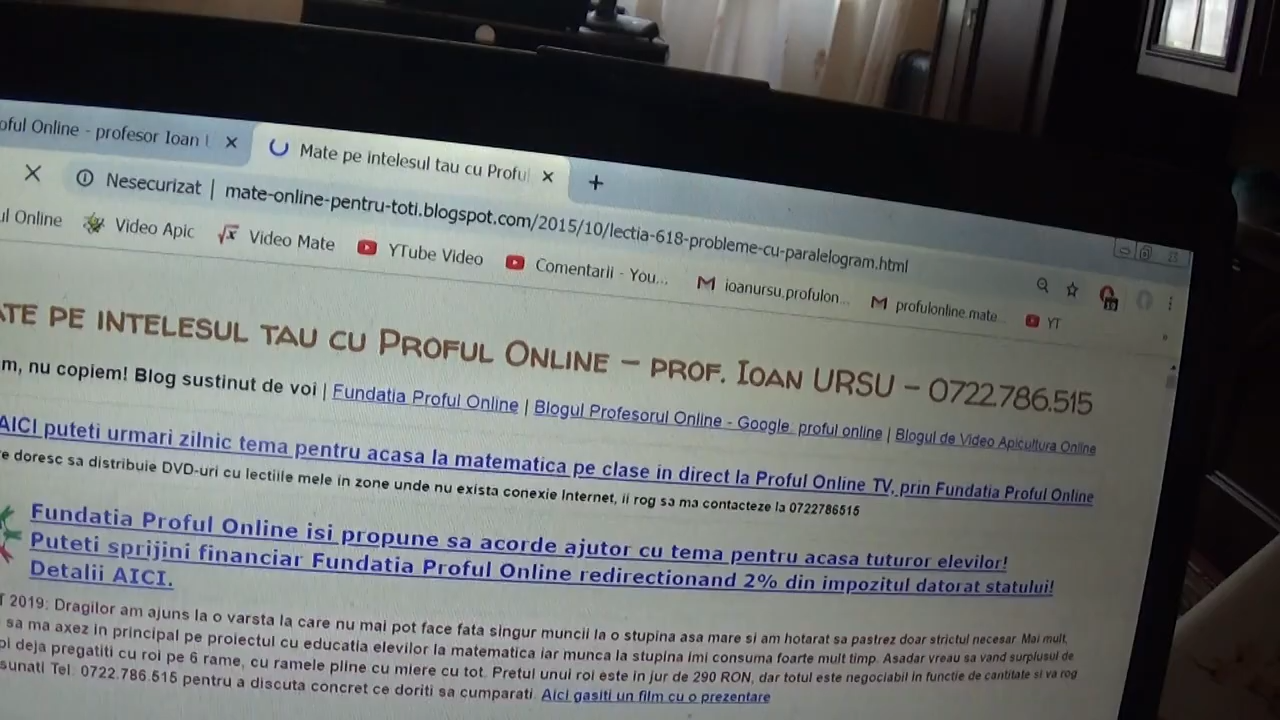 oful Online - profesor Ioan
Mate pe intelesul tau cu Proful
Nesecurizat | mate-online-pentru-toti.blogspot.com/2015/10/lectia-618-probleme-cu-paralelogram.html
ul Online Video Apic Video Mate YTube Video Comentarii - You... ioanursu.profulon... profulonline.mate... YT
ATE PE INTELESUL TAU CU PROFUL ONLINE – PROF. IOAN URSU – 0722.786.515
m, nu copiem! Blog sustinut de voi | Fundatia Proful Online | Blogul Profesorul Online - Google, proful online | Blogul de Video Apicultura Online
AICI puteti urmari zilnic tema pentru acasa la matematica pe clase in direct la Proful Online TV, prin Fundatia Proful Online
e doresc sa distribuie DVD-uri cu lectiile mele in zone unde nu exista conexie Internet, ii rog sa ma contacteze la 0722786515
Fundatia Proful Online isi propune sa acorde ajutor cu tema pentru acasa tuturor elevilor!
Puteti sprijini financiar Fundatia Proful Online redirectionand 2% din impozitul datorat statului!
Detalii AICI.
T 2019: Dragilor am ajuns la o varsta la care nu mai pot face fata singur muncii la o stupina asa mare si am hotarat sa pastrez doar strictul necesar. Mai mult,
sa ma axez in principal pe proiectul cu educatia elevilor la matematica iar munca la stupina imi consuma foarte mult timp. Asadar vreau sa vand surplusul de
oi deja pregatiti cu roi pe 6 rame, cu ramele pline cu miere cu tot. Pretul unui roi este in jur de 290 RON, dar totul este negociabil in functie de cantitate si va rog
sunati Tel. 0722.786.515 pentru a discuta concret ce doriti sa cumparati. Aici gasiti un film cu o prezentare